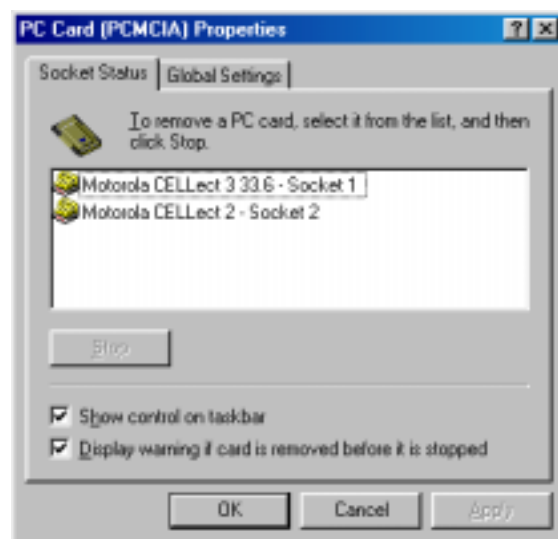 PC Card (PCMCIA) Properties
Socket Status
Global Settings
To remove a PC card, select it from the list, and then
click Stop.
Motorola CELLect 3 33.6 - Socket 1
Motorola CELLect 2 - Socket 2
Stop
Show control on taskbar
Display warning if card is removed before it is stopped
OK
Cancel
Apply